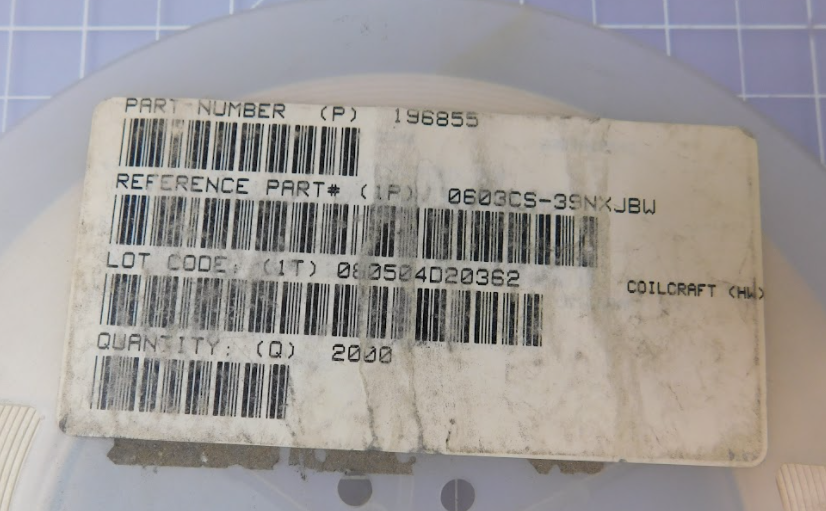 PART NUMBER (P) 196855
REFERENCE PART# (1P) 0603CS-39NXJBW
LOT CODE: (1T) 080504D20362
COILCRAFT (HW)
QUANTITY: (Q) 2000